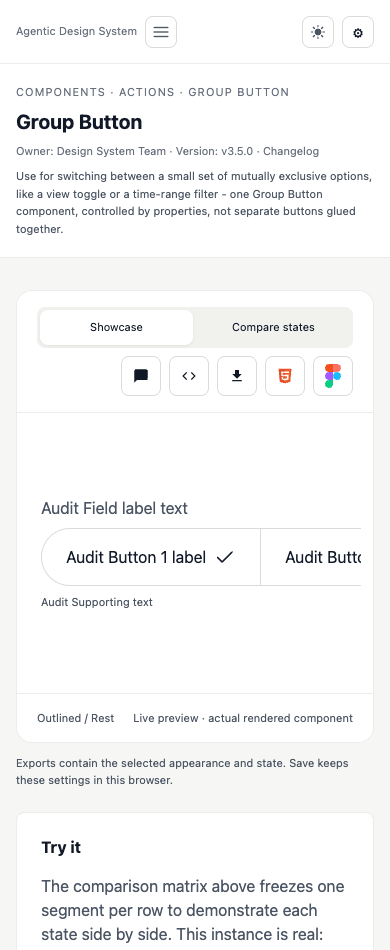 Agentic Design System
COMPONENTS · ACTIONS · GROUP BUTTON
Group Button
Owner: Design System Team · Version: v3.5.0 · Changelog
Use for switching between a small set of mutually exclusive options,
like a view toggle or a time-range filter - one Group Button
component, controlled by properties, not separate buttons glued
together.
Showcase
Compare states
Audit Field label text
Audit Button 1 label
Audit Butto
Audit Supporting text
Outlined / Rest
Live preview · actual rendered component
Exports contain the selected appearance and state. Save keeps
these settings in this browser.
Try it
The comparison matrix above freezes one
segment per row to demonstrate each
state side by side. This instance is real: